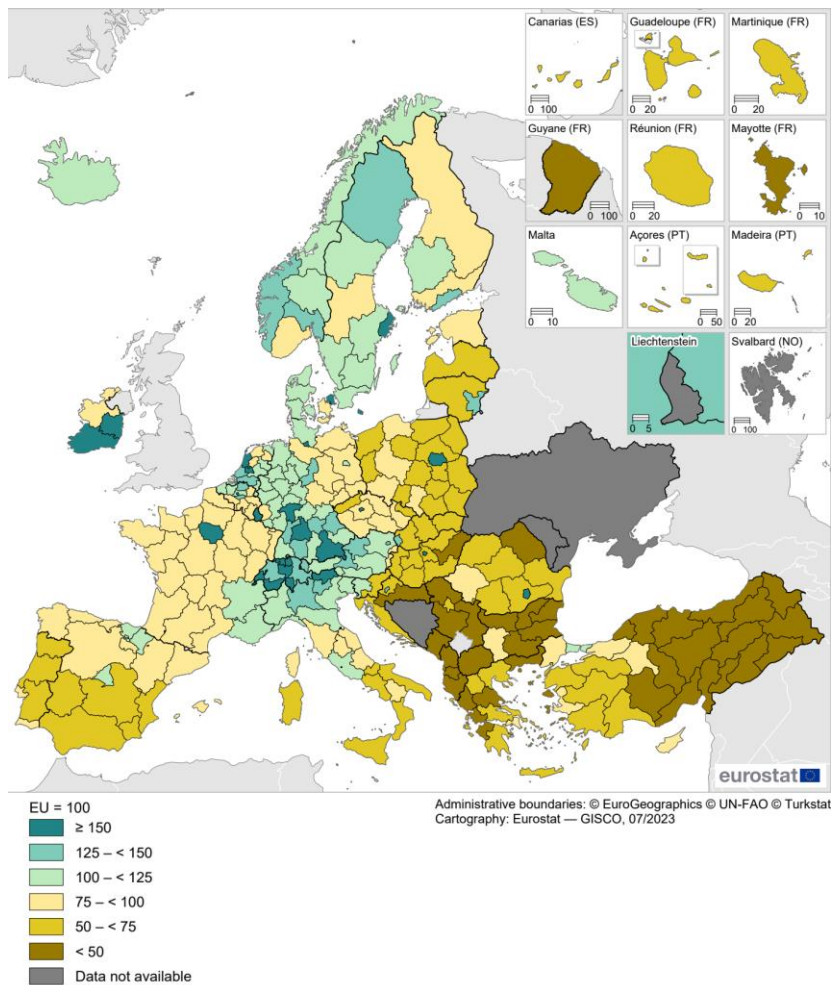 Canarias (ES)
0 100
Guadeloupe (FR)
0 20
Martinique (FR)
0 20
Guyane (FR)
0 100
Réunion (FR)
0 20
Mayotte (FR)
0 10
Malta
0 10
Açores (PT)
0 50
Madeira (PT)
0 20
Liechtenstein
0 5
Svalbard (NO)
0 100
eurostat
EU = 100
≥ 150
125 – < 150
100 – < 125
75 – < 100
50 – < 75
< 50
Data not available
Administrative boundaries: © EuroGeographics © UN-FAO © Turkstat
Cartography: Eurostat — GISCO, 07/2023